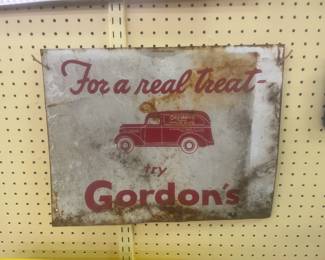 For a real treat-
try
Gordon's